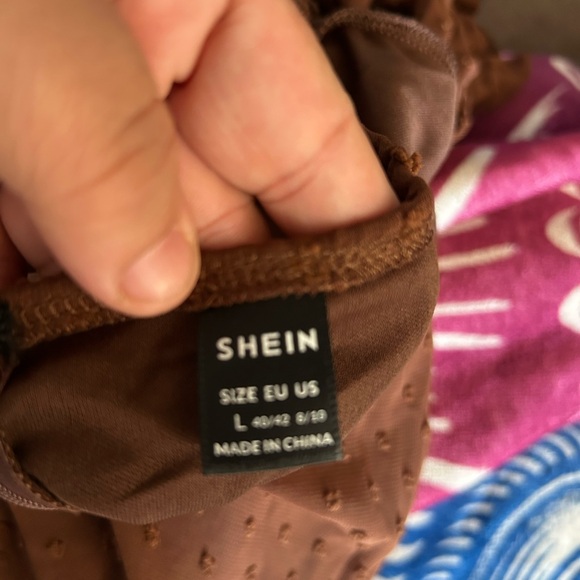 SHEIN
SIZE EU US
L 40/42 8/10
MADE IN CHINA